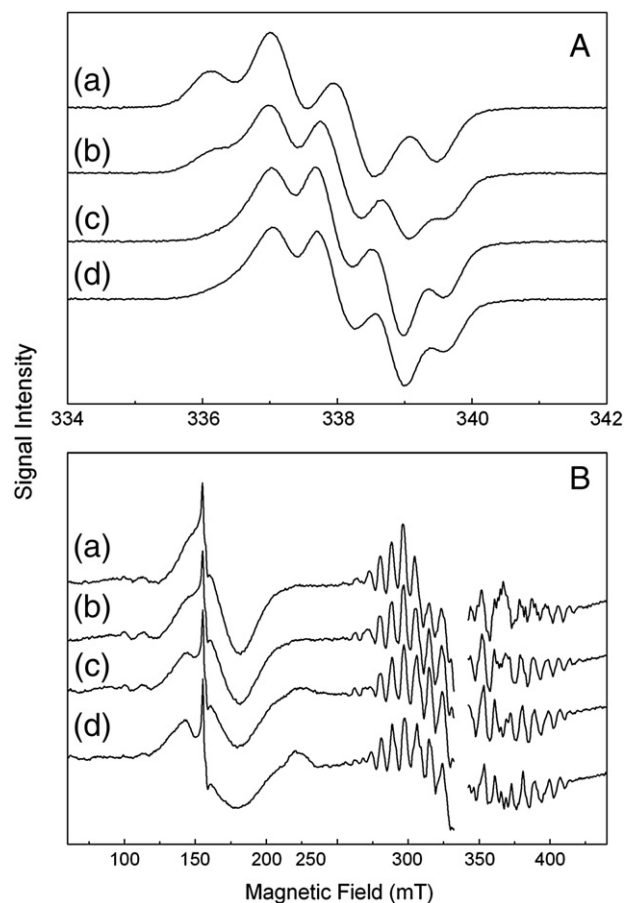 A
(a)
(b)
(c)
(d)
334 336 338 340 342
Signal Intensity
B
(a)
(b)
(c)
(d)
100 150 200 250 300 350 400
Magnetic Field (mT)